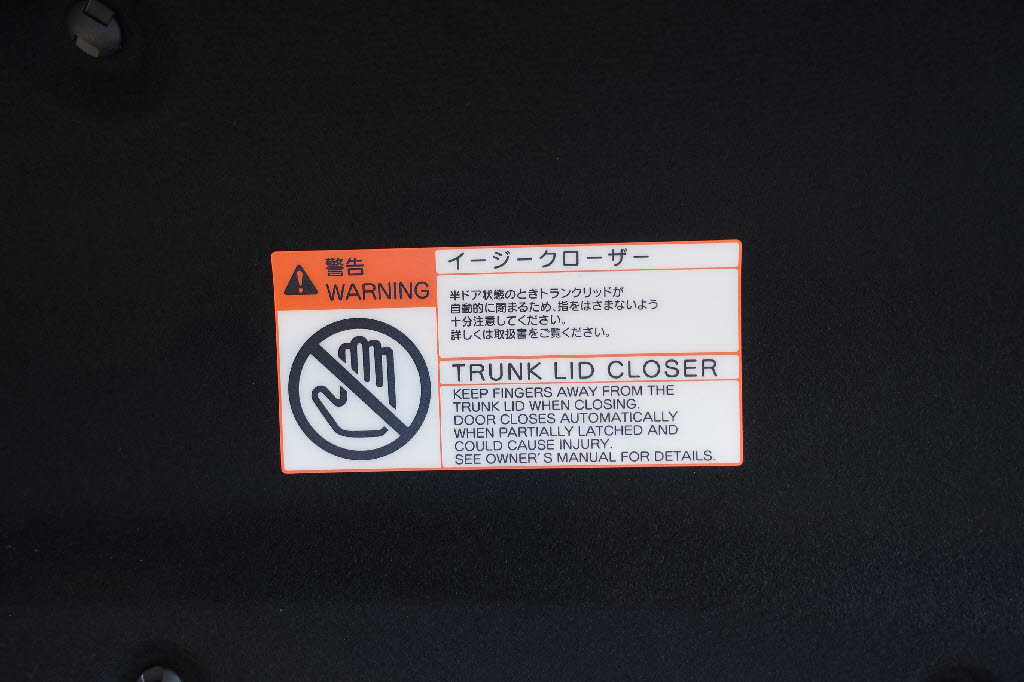 警告
WARNING
イージークローザー
半ドア状態のときトランクリッドが
自動的に閉まるため、指をはさまないよう
十分注意してください。
詳しくは取扱書をご覧ください。
TRUNK LID CLOSER
KEEP FINGERS AWAY FROM THE
TRUNK LID WHEN CLOSING.
DOOR CLOSES AUTOMATICALLY
WHEN PARTIALLY LATCHED AND
COULD CAUSE INJURY.
SEE OWNER'S MANUAL FOR DETAILS.